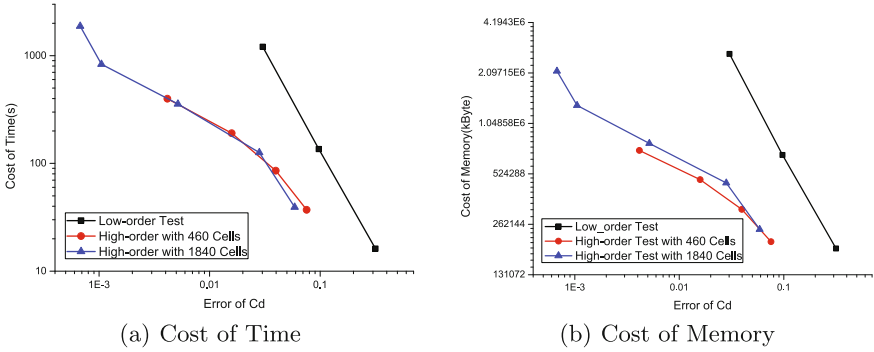 1000
100
10
Cost of Time(s)
Low-order Test
High-order with 460 Cells
High-order with 1840 Cells
1E-3
0.01
0.1
Error of Cd
(a) Cost of Time
4.1943E6
2.09715E6
1.04858E6
524288
262144
131072
Cost of Memory(kByte)
Low_order Test
High-order Test with 460 Cells
High-order Test with 1840 Cells
1E-3
0.01
0.1
Error of Cd
(b) Cost of Memory